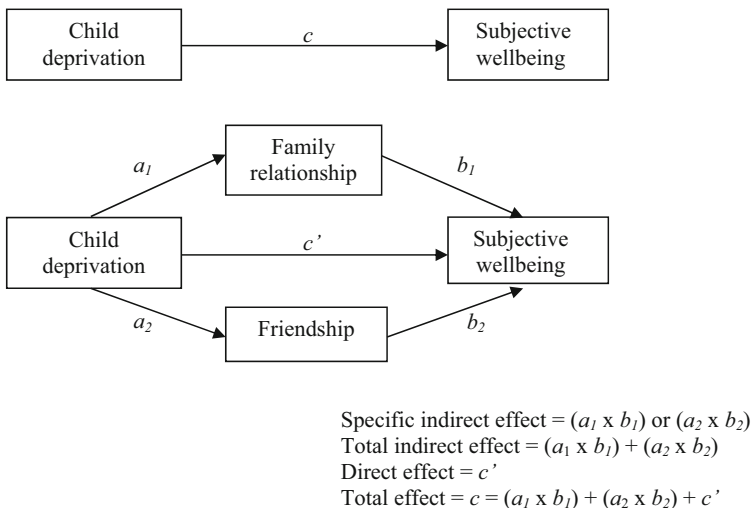 Child
deprivation
c
Subjective
wellbeing
Family
relationship
a1
b1
Child
deprivation
c’
Subjective
wellbeing
a2
Friendship
b2
Specific indirect effect = (a1 x b1) or (a2 x b2)
Total indirect effect = (a1 x b1) + (a2 x b2)
Direct effect = c’
Total effect = c = (a1 x b1) + (a2 x b2) + c’